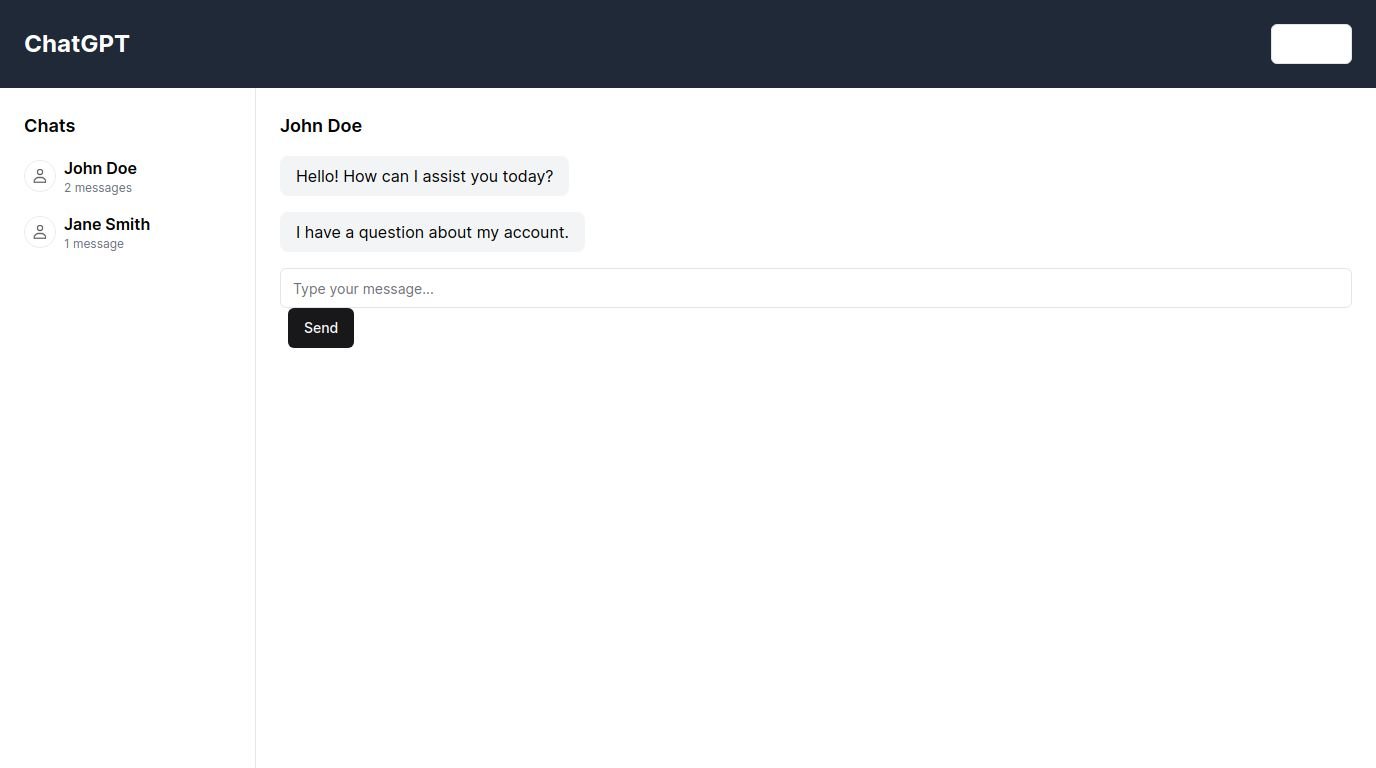 ChatGPT
Chats
John Doe
2 messages
Jane Smith
1 message
John Doe
Hello! How can I assist you today?
I have a question about my account.
Type your message...
Send